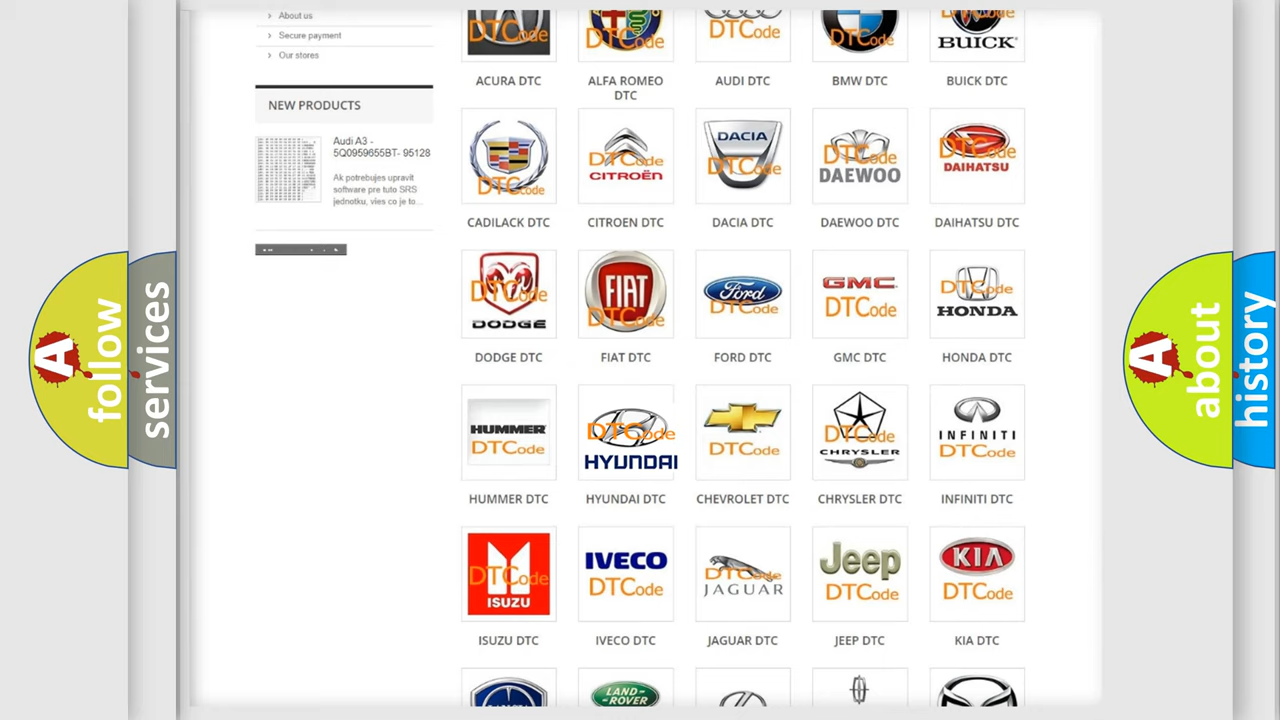 About us
Secure payment
Our stores
NEW PRODUCTS
Audi A3 -
5Q0959655BT- 95128
Ak potrebujes upravit
software pre tuto SRS
jednotku, vies co je to...
DTCode
DTCode
DTCode
DTCode
BUICK
ACURA DTC
ALFA ROMEO
DTC
AUDI DTC
BMW DTC
BUICK DTC
DTCode
DTCode
CITROËN
DACIA
DTCode
DTCode
DAEWOO
DTCode
DAIHATSU
CADILACK DTC
CITROEN DTC
DACIA DTC
DAEWOO DTC
DAIHATSU DTC
DTCode
DODGE
FIAT
DTCode
Ford
DTCode
GMC
DTCode
DTCode
HONDA
DODGE DTC
FIAT DTC
FORD DTC
GMC DTC
HONDA DTC
HUMMER
DTCode
DTCode
HYUNDAI
DTCode
DTCode
CHRYSLER
INFINITI
DTCode
HUMMER DTC
HYUNDAI DTC
CHEVROLET DTC
CHRYSLER DTC
INFINITI DTC
DTCode
ISUZU
IVECO
DTCode
DTCode
JAGUAR
Jeep
DTCode
KIA
DTCode
ISUZU DTC
IVECO DTC
JAGUAR DTC
JEEP DTC
KIA DTC
LAND-
ROVER
A
follow
services
A
about
history